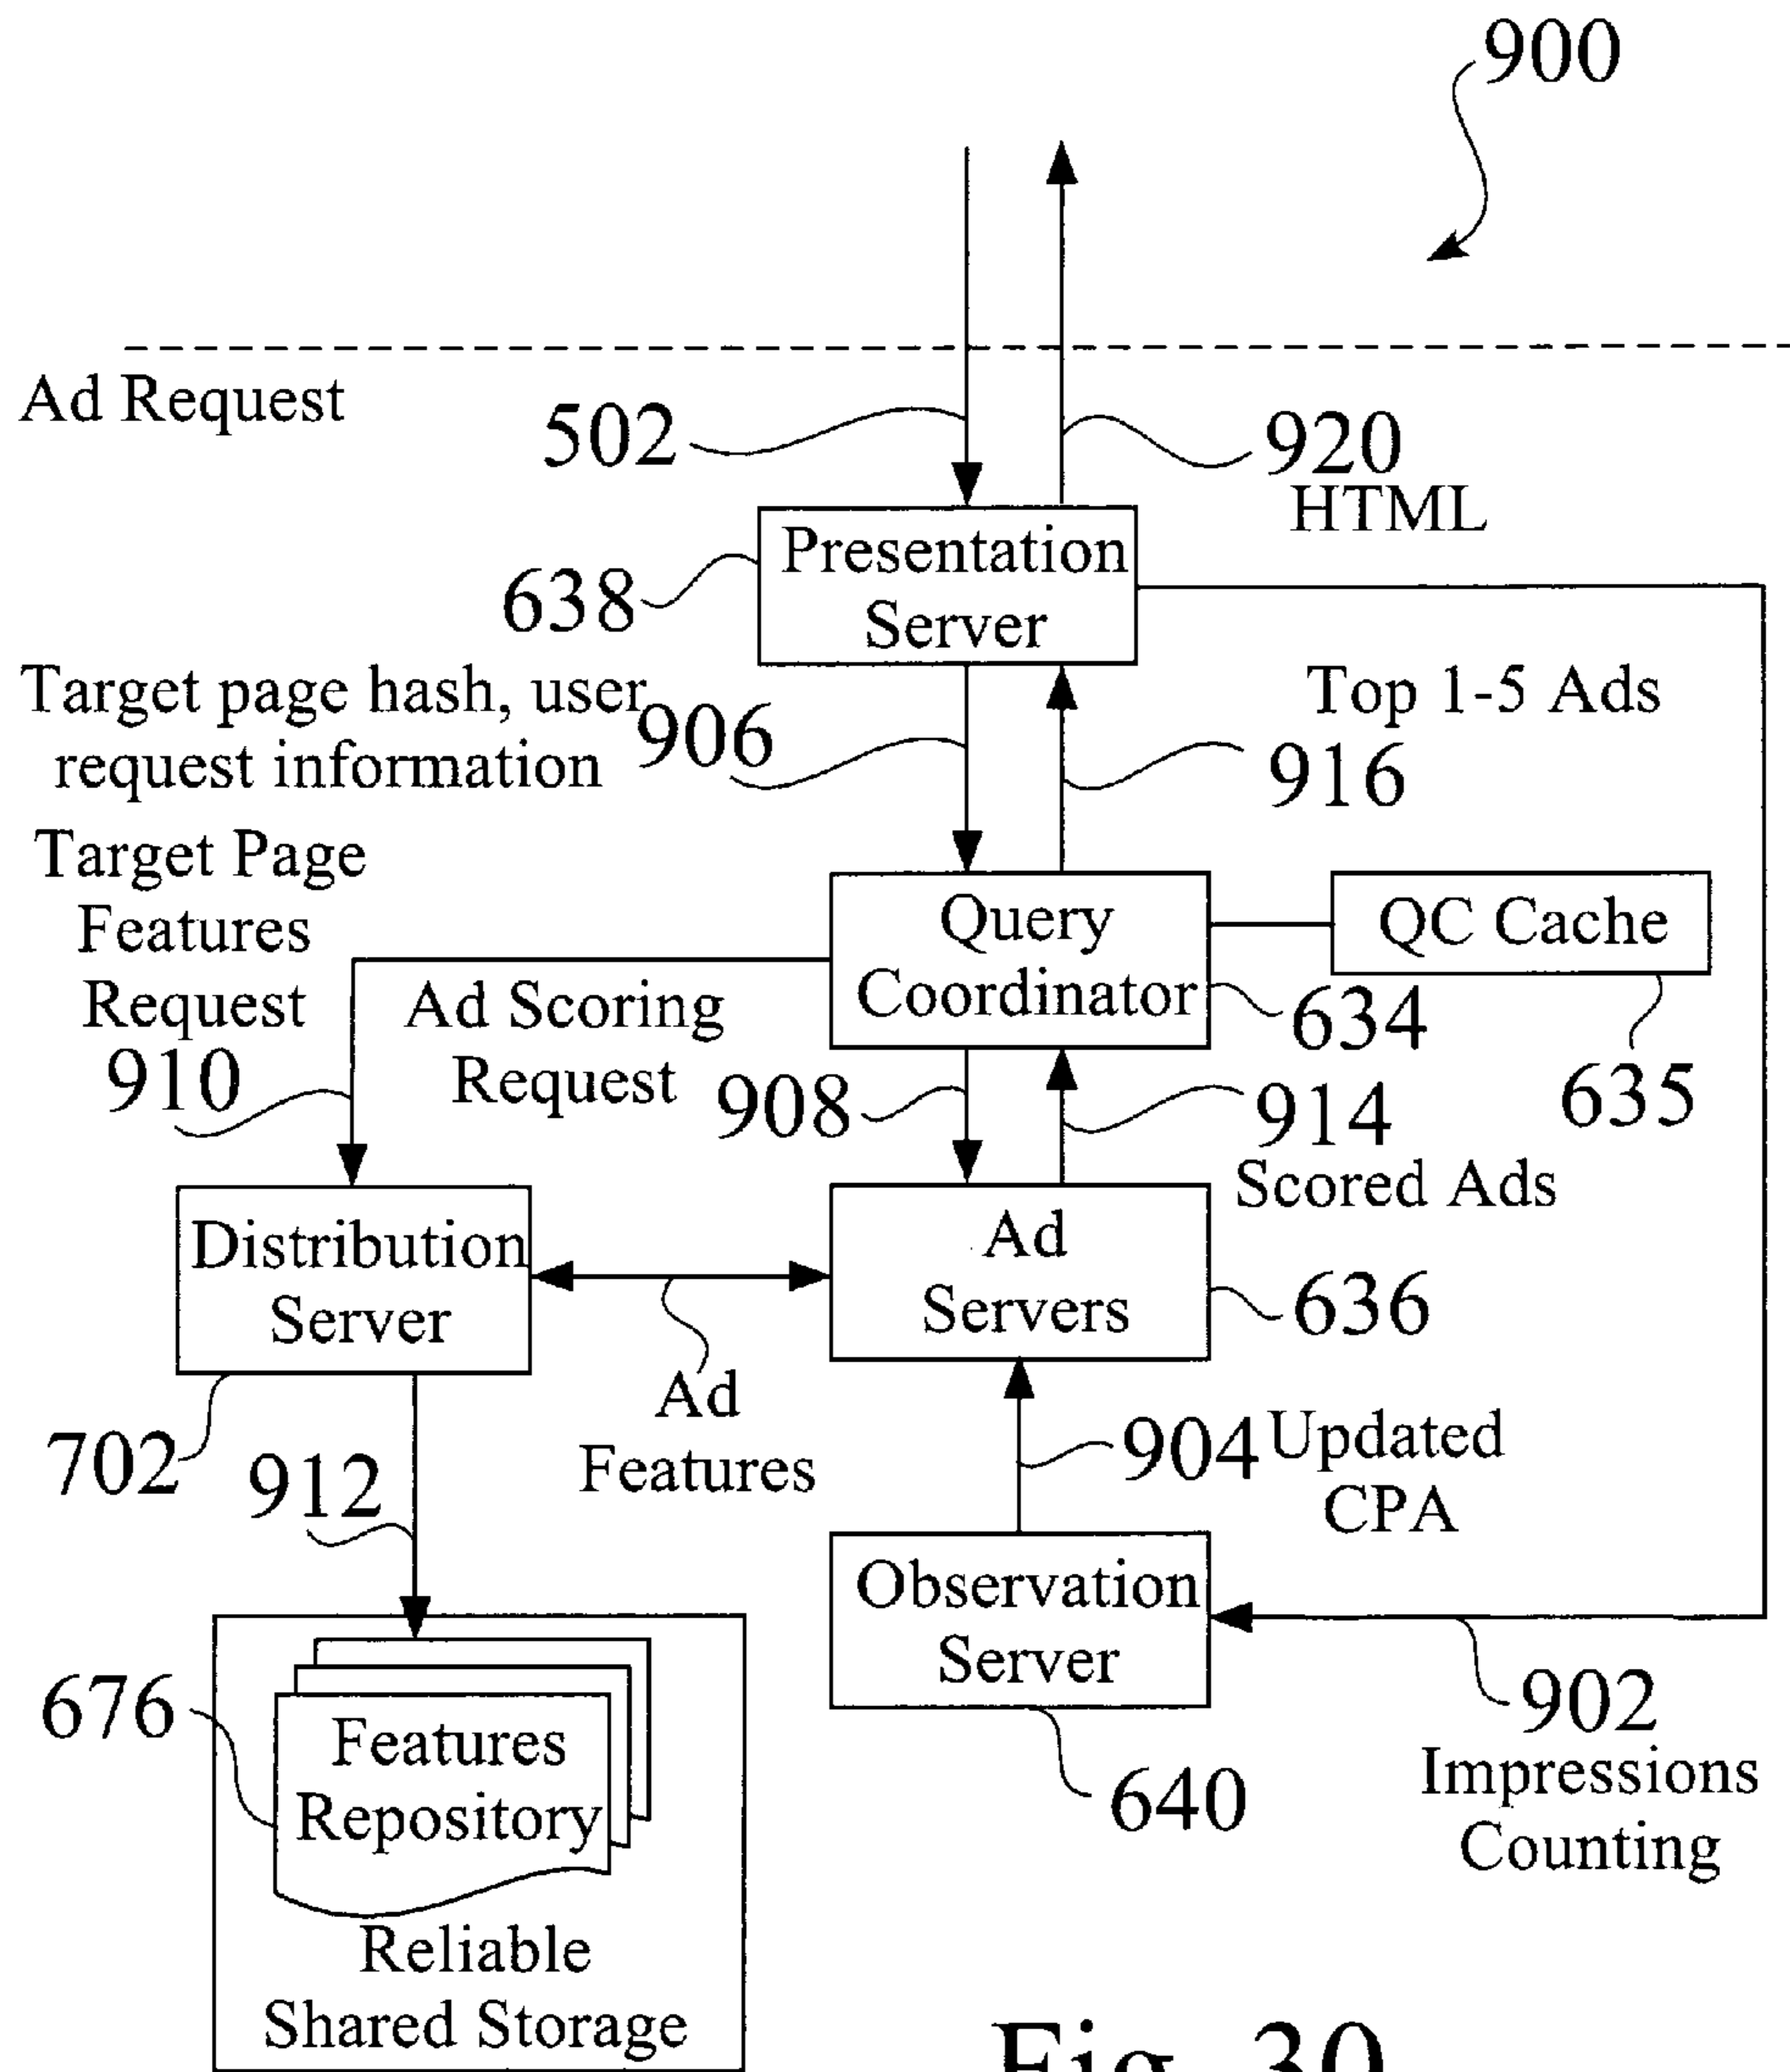 900
Ad Request
502
920
HTML
Presentation
Server
638
Target page hash, user
request information
906
Top 1-5 Ads
916
Target Page
Features
Request
910
Query
Coordinator
QC Cache
634
635
Ad Scoring
Request
908
914
Scored Ads
Distribution
Server
Ad
Servers
636
702
912
Ad
Features
904
Updated
CPA
Observation
Server
676
Features
Repository
902
Impressions
Counting
640
Reliable
Shared Storage
Fig. 30